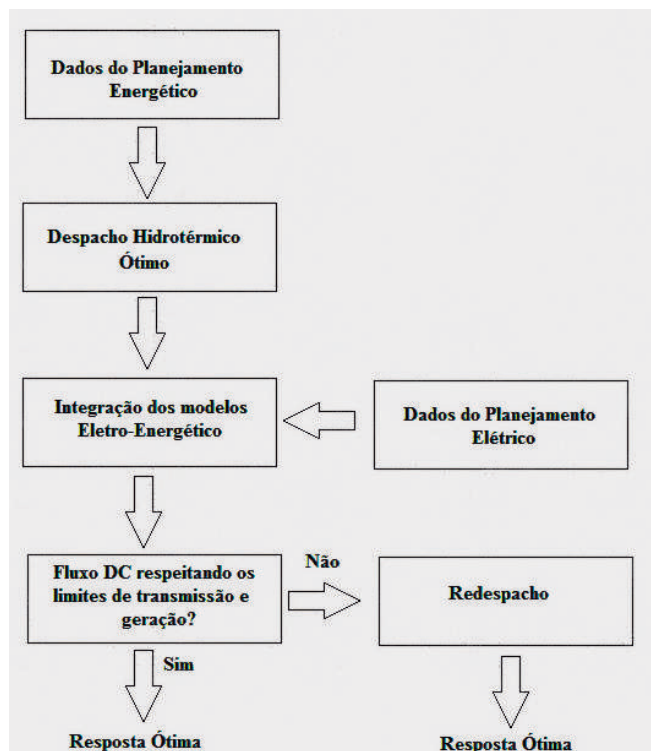 Dados do Planejamento
Energético
Despacho Hidrotérmico
Ótimo
Integração dos modelos
Eletro-Energético
Dados do Planejamento
Elétrico
Fluxo DC respeitando os
limites de transmissão e
geração?
Não
Redespacho
Sim
Resposta Ótima
Resposta Ótima